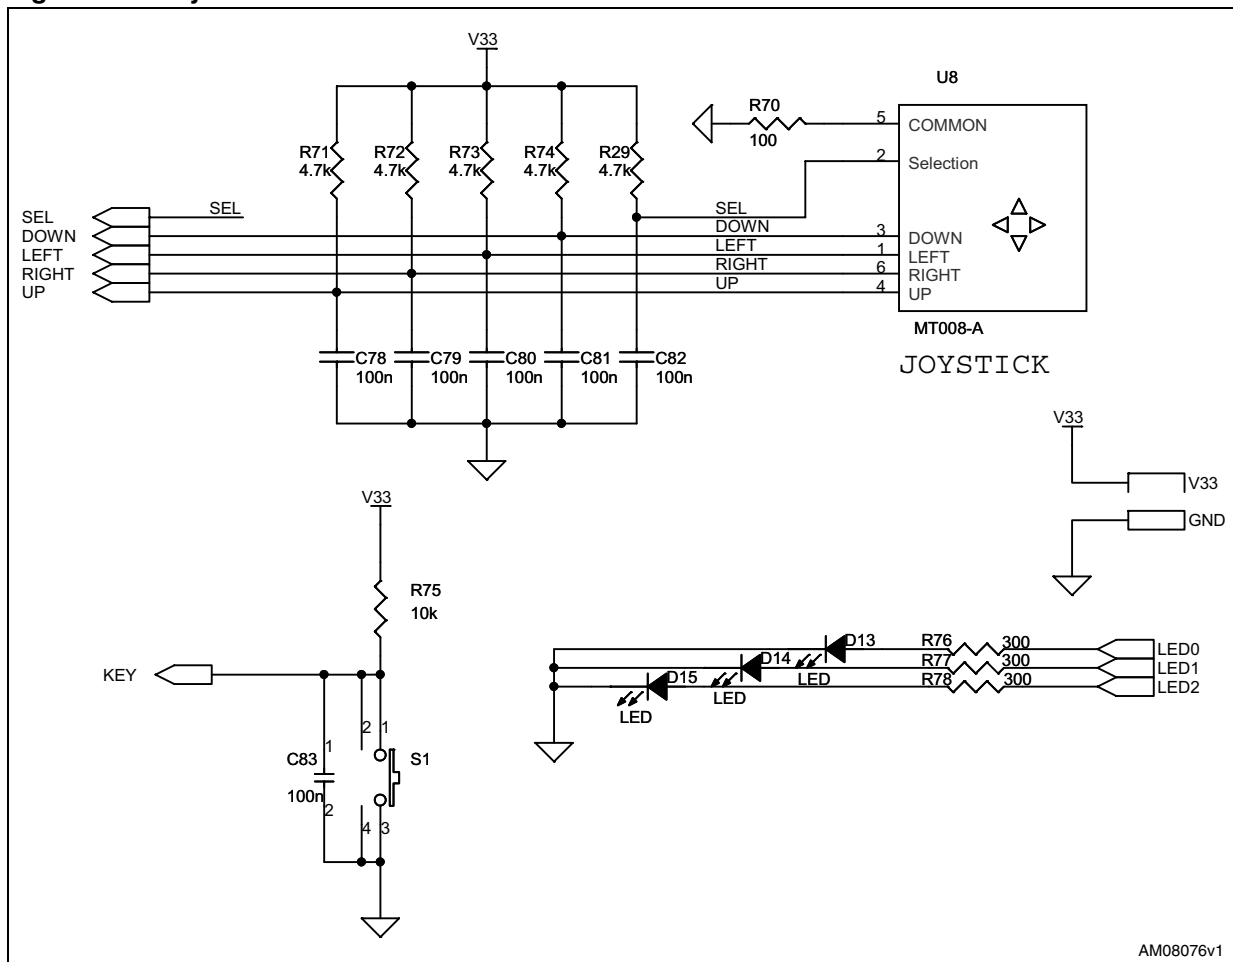 V33
U8
R70
100
5 COMMON
2 Selection
R71 R72 R73 R74 R29
4.7k 4.7k 4.7k 4.7k 4.7k
SEL SEL SEL
DOWN DOWN 3 DOWN
LEFT LEFT 1 LEFT
RIGHT RIGHT 6 RIGHT
UP UP 4 UP
MT008-A
JOYSTICK
C78 C79 C80 C81 C82
100n 100n 100n 100n 100n
V33
V33
GND
V33
R75
10k
KEY
2 1
1
C83
100n
2
S1
4 3
D13 R76 300 LED0
D14 R77 300 LED1
D15 R78 300 LED2
LED LED LED
AM08076v1